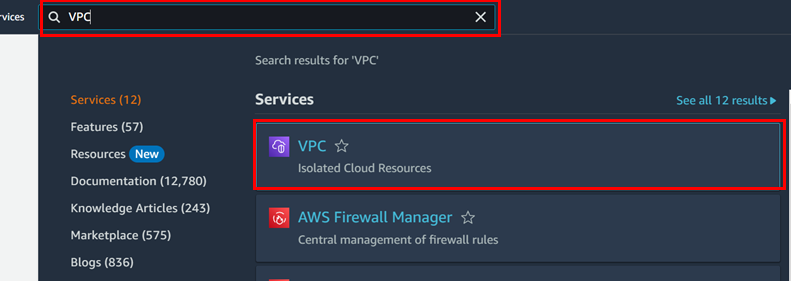 rvices
VPC
Search results for 'VPC'
Services (12)
Features (57)
Resources New
Documentation (12,780)
Knowledge Articles (243)
Marketplace (575)
Blogs (836)
Services
See all 12 results
VPC
Isolated Cloud Resources
AWS Firewall Manager
Central management of firewall rules